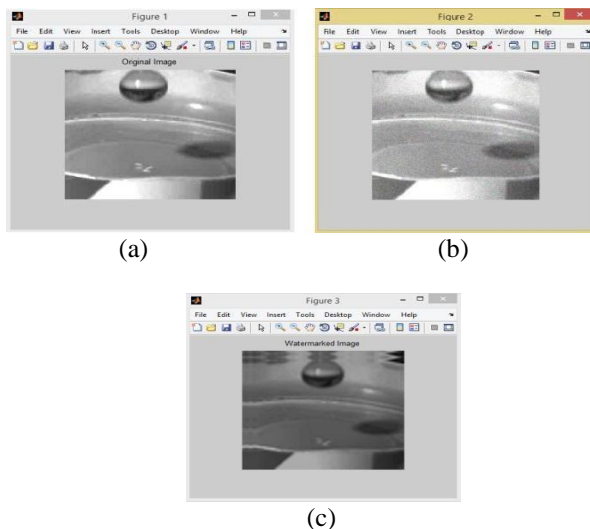 Figure 1
File Edit View Insert Tools Desktop Window Help
Orginal Image
(a)
Figure 2
File Edit View Insert Tools Desktop Window Help
(b)
Figure 3
File Edit View Insert Tools Desktop Window Help
Watermarked Image
(c)